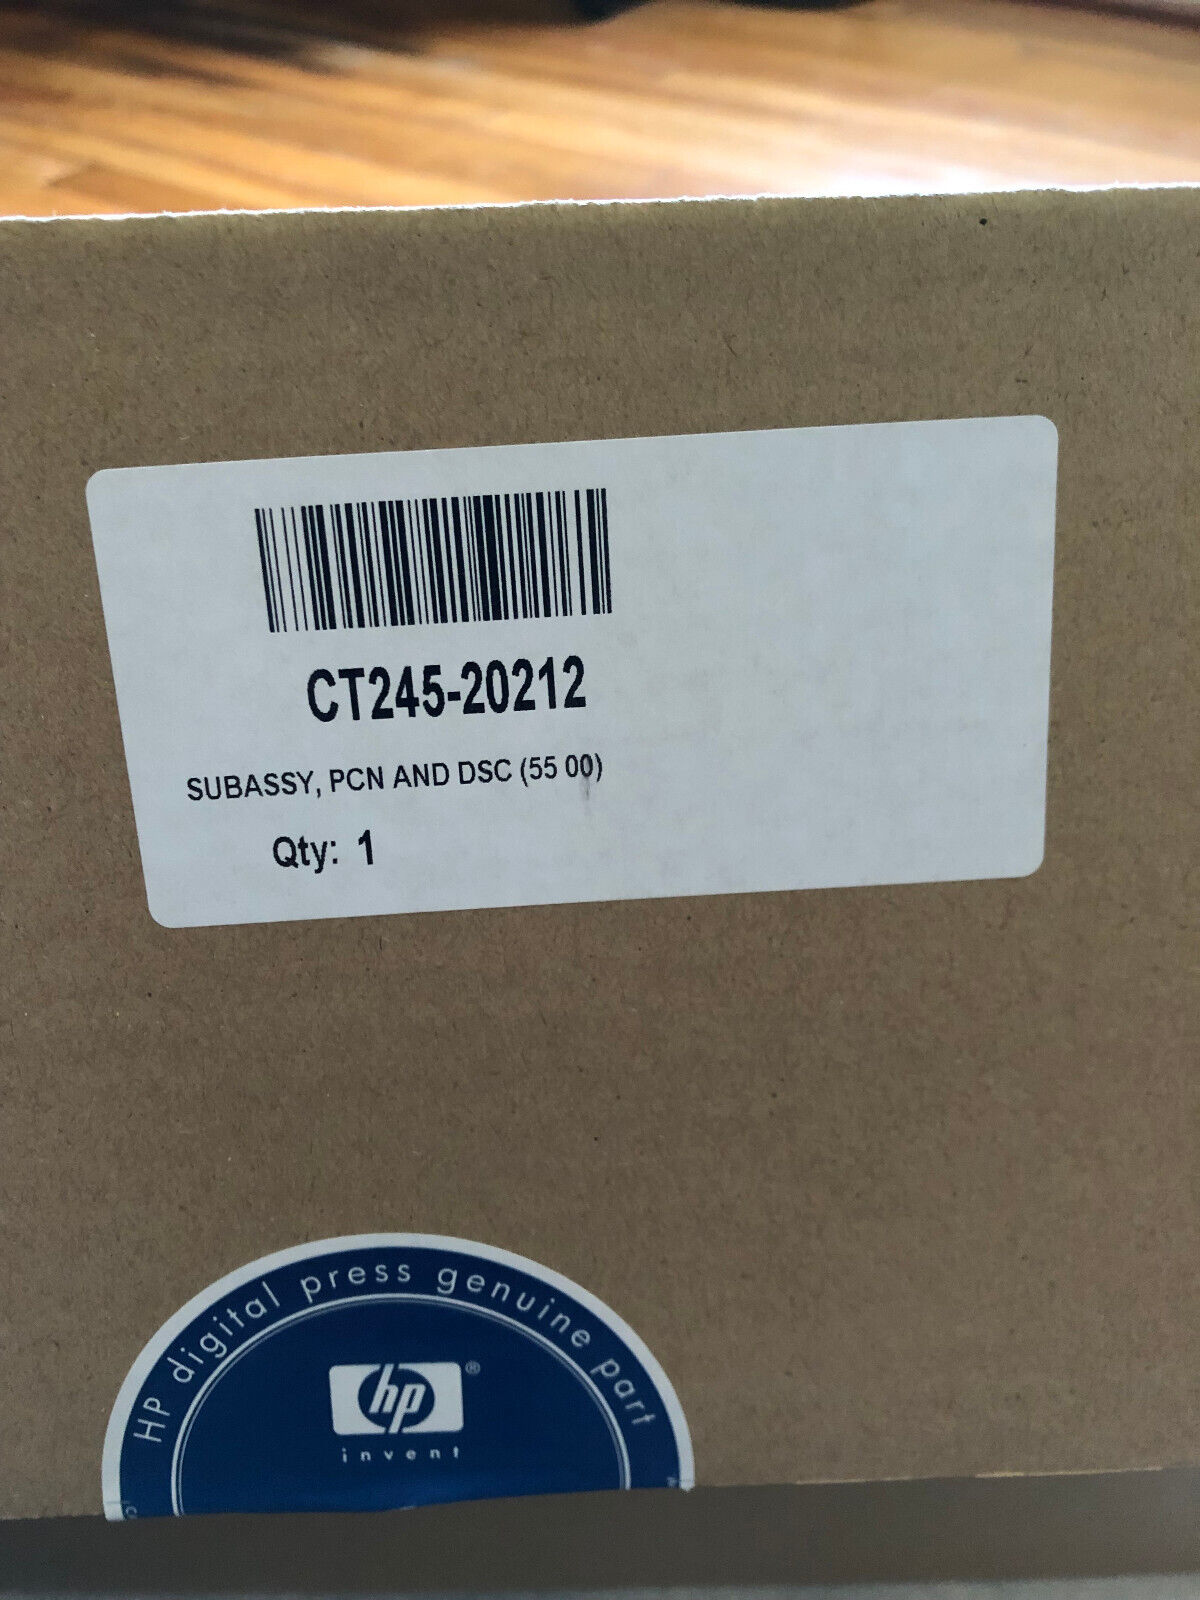 CT245-20212
SUBASSY, PCN AND DSC (55 00)
Qty: 1
HP digital press genuine part
hp®
invent